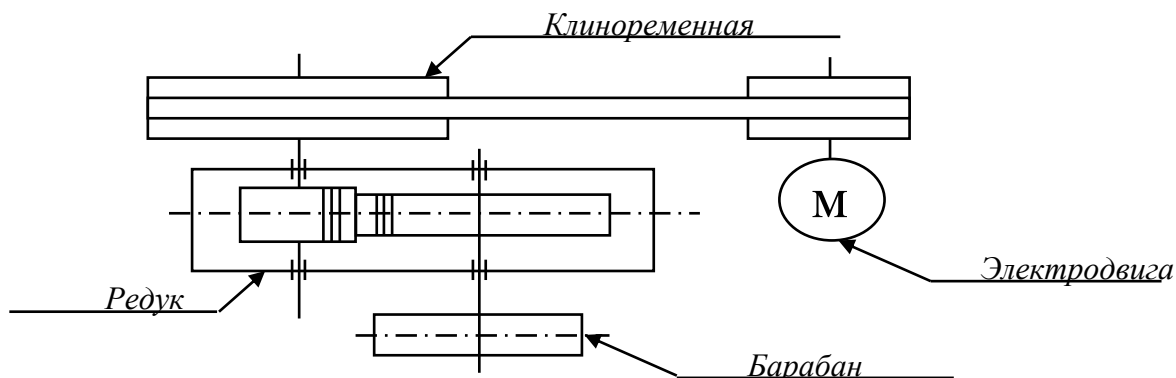 Клиноременная
М
Электродвига
Редук
Барабан